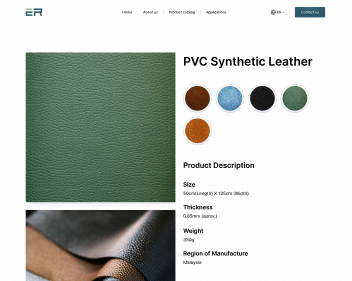 ER
Home
About us
Product catalog
Applications
EN
Contact us
PVC Synthetic Leather
Product Description
Size
50cm(Length) X 135cm (Width)
Thickness
0.85mm (aprox.)
Weight
350g
Region of Manufacture
Malaysia